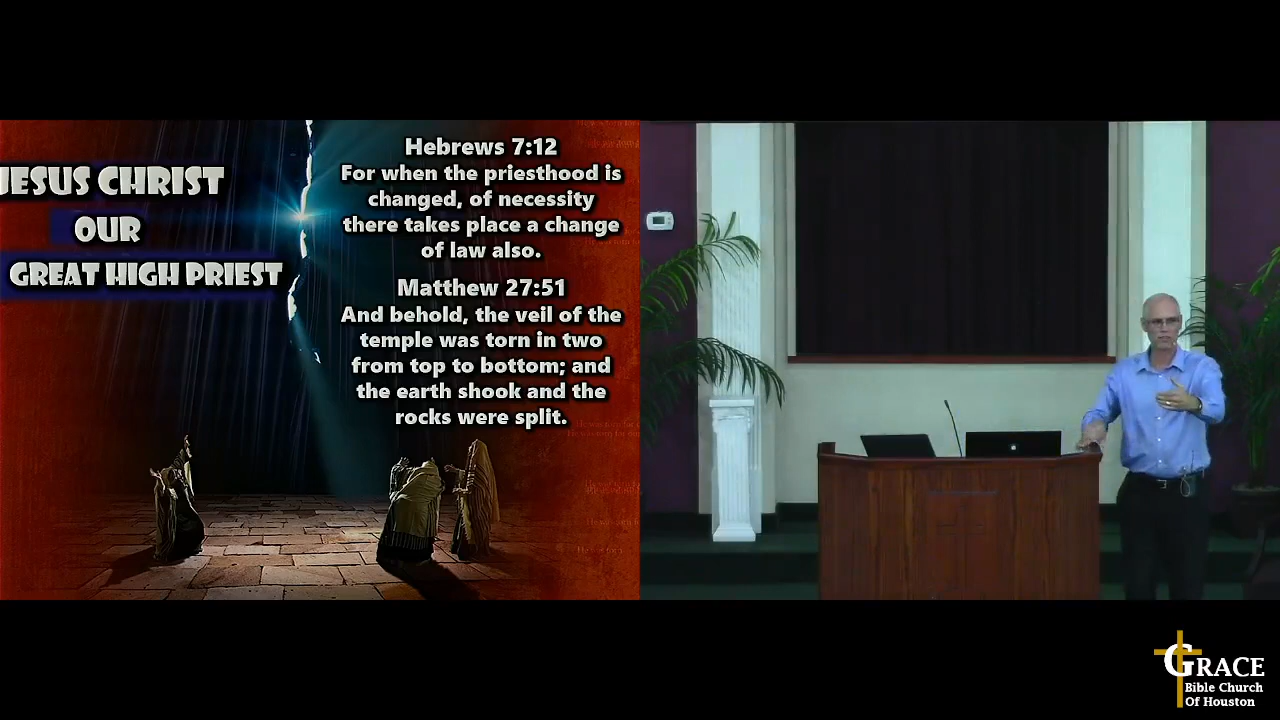 JESUS CHRIST
OUR
GREAT HIGH PRIEST
Hebrews 7:12
For when the priesthood is
changed, of necessity
there takes place a change
of law also.
Matthew 27:51
And behold, the veil of the
temple was torn in two
from top to bottom; and
the earth shook and the
rocks were split.
GRACE
Bible Church
Of Houston